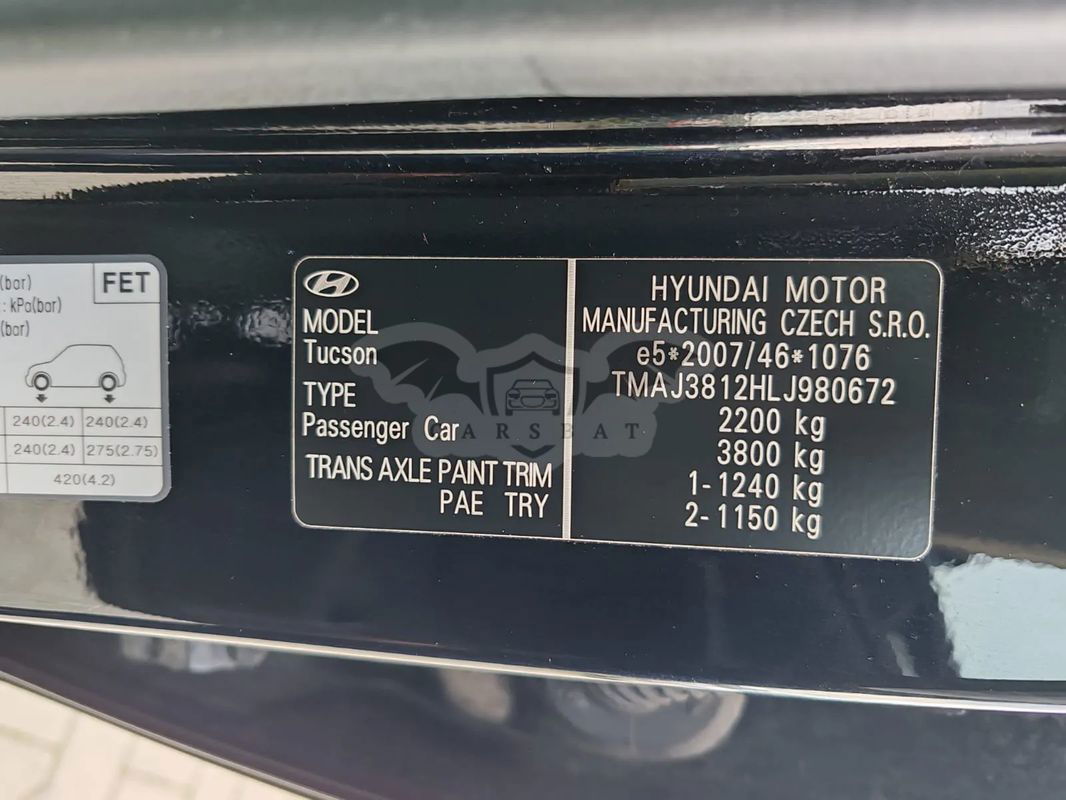 (bar)
: kPa(bar)
(bar)
FET
240(2.4) 240(2.4)
240(2.4) 275(2.75)
420(4.2)
MODEL
Tucson
TYPE
Passenger Car
TRANS AXLE PAINT TRIM
PAE TRY
HYUNDAI MOTOR
MANUFACTURING CZECH S.R.O.
e5*2007/46*1076
TMAJ3812HLJ980672
2200 kg
3800 kg
1-1240 kg
2-1150 kg
ARSBAT